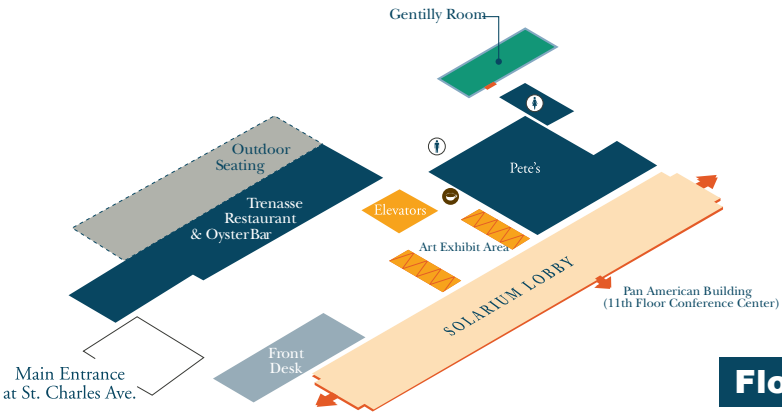 Gentilly Room
Outdoor
Seating
Pete's
Trenasse
Restaurant
& OysterBar
Elevators
Art Exhibit Area
SOLARIUM LOBBY
Pan American Building
(11th Floor Conference Center)
Front
Desk
Main Entrance
at St. Charles Ave.
Flo